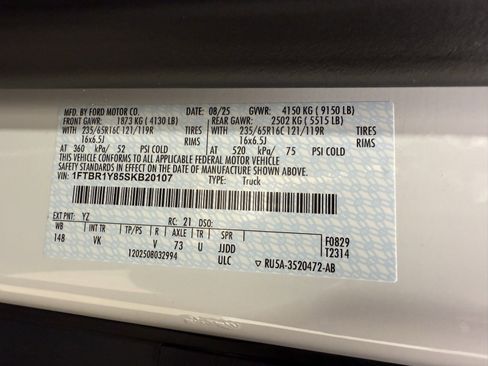 MFD. BY FORD MOTOR CO. DATE: 08/25 GVWR: 4150 KG ( 9150 LB)
FRONT GAWR: 1873 KG ( 4130 LB) REAR GAWR: 2502 KG ( 5515 LB)
WITH 235/65R16C 121/119R TIRES WITH 235/65R16C 121/119R TIRES
16x6.5J RIMS 16x6.5J RIMS
AT 360 kPa/ 52 PSI COLD AT 520 kPa/ 75 PSI COLD
THIS VEHICLE CONFORMS TO ALL APPLICABLE FEDERAL MOTOR VEHICLE
SAFETY STANDARDS IN EFFECT ON THE DATE OF MANUFACTURE SHOWN ABOVE.
VIN: 1FTBR1Y85SKB20107 TYPE: Truck
EXT PNT: YZ RC: 21 DSO:
WB INT TR TP/PS R AXLE TR SPR F0829
148 VK V 73 U JJDD T2314
1202508032994 ULC RU5A-3520472-AB